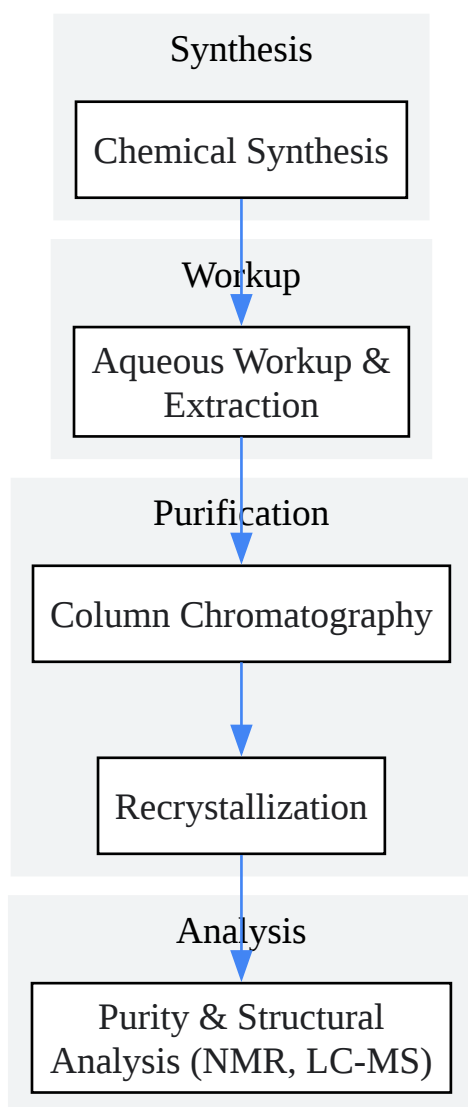 Synthesis
Chemical Synthesis
Workup
Aqueous Workup &
Extraction
Purification
Column Chromatography
Recrystallization
Analysis
Purity & Structural
Analysis (NMR, LC-MS)